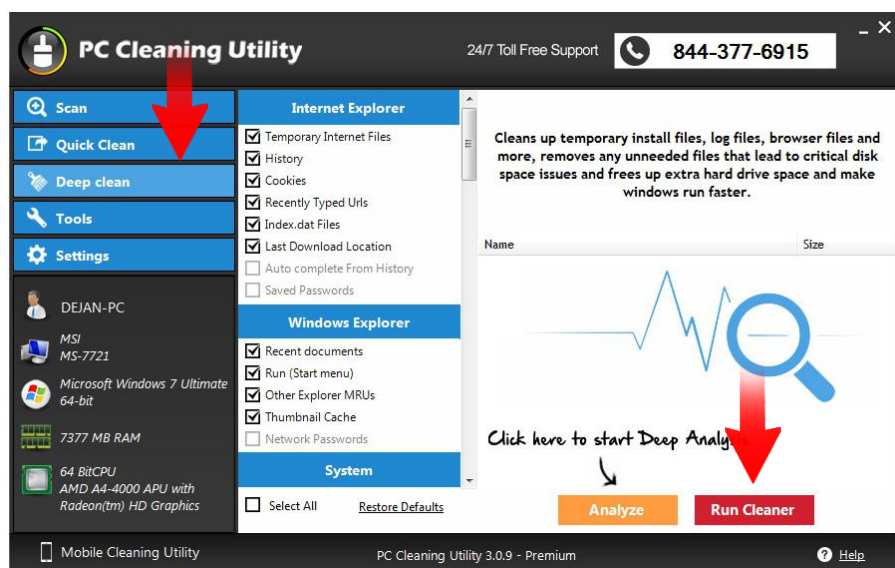 PC Cleaning Utility
24/7 Toll Free Support
844-377-6915
Scan
Quick Clean
Deep clean
Tools
Settings
DEJAN-PC
MSI
MS-7721
Microsoft Windows 7 Ultimate
64-bit
7377 MB RAM
64 BitCPU
AMD A4-4000 APU with
Radeon(tm) HD Graphics
Internet Explorer
Temporary Internet Files
History
Cookies
Recently Typed Urls
Index.dat Files
Last Download Location
Auto complete From History
Saved Passwords
Windows Explorer
Recent documents
Run (Start menu)
Other Explorer MRUs
Thumbnail Cache
Network Passwords
System
Select All
Restore Defaults
Cleans up temporary install files, log files, browser files and
more, removes any unneeded files that lead to critical disk
space issues and frees up extra hard drive space and make
windows run faster.
Name Size
Click here to start Deep Analysis
Analyze
Run Cleaner
Mobile Cleaning Utility
PC Cleaning Utility 3.0.9 - Premium
Help